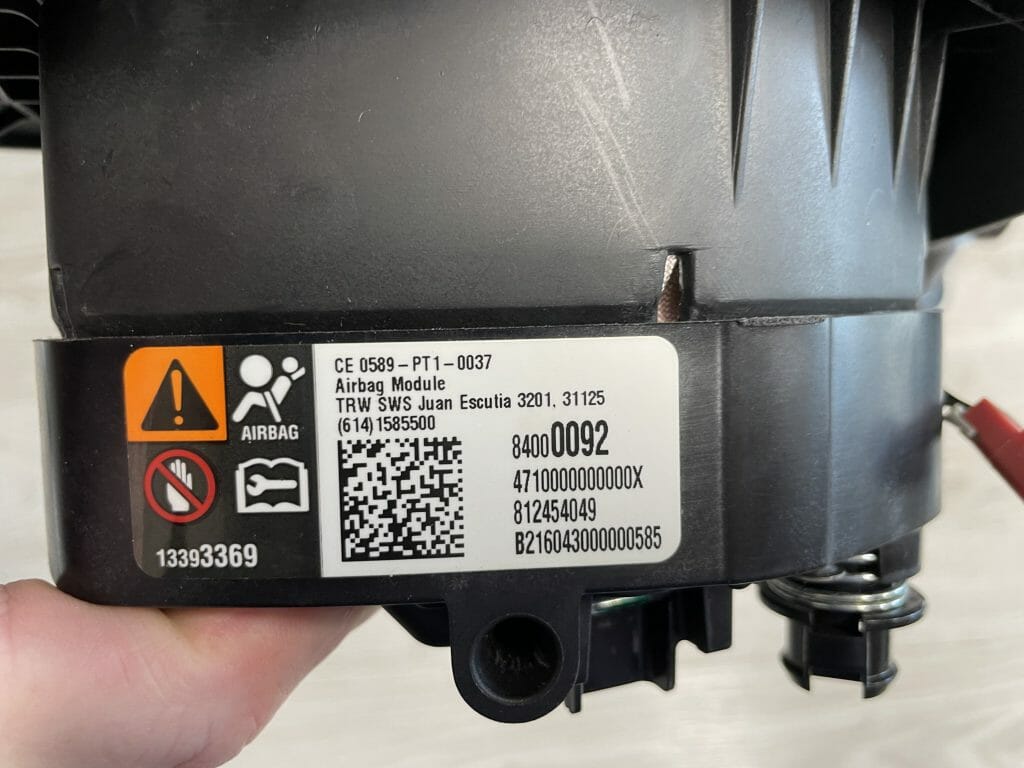 CE 0589-PT1-0037
Airbag Module
TRW SWS Juan Escutia 3201, 31125
(614)1585500
AIRBAG
84000092
4710000000000X
812454049
B216043000000585
13393369